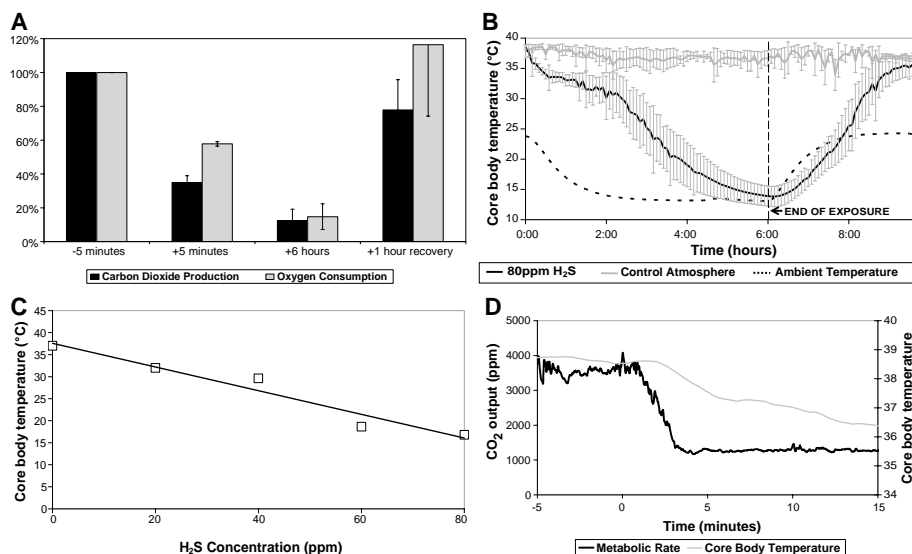 A
120%
100%
80%
60%
40%
20%
0%
-5 minutes
+5 minutes
+6 hours
+1 hour recovery
Carbon Dioxide Production
Oxygen Consumption
B
Core body temperature (°C)
40
35
30
25
20
15
10
0:00
2:00
4:00
6:00
8:00
END OF EXPOSURE
Time (hours)
80ppm H₂S
Control Atmosphere
Ambient Temperature
C
Core body temperature (°C)
45
40
35
30
25
20
15
10
5
0
0
20
40
60
80
H₂S Concentration (ppm)
D
CO₂ output (ppm)
5000
4000
3000
2000
1000
0
-5
0
5
10
15
40
39
38
37
36
35
34
Core body temperature
Time (minutes)
Metabolic Rate
Core Body Temperature